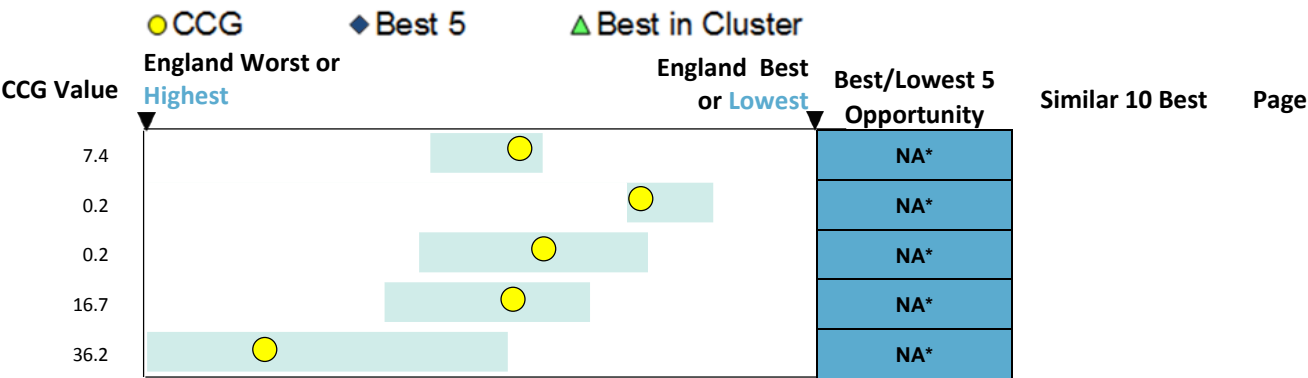 CCG Best 5 Best in Cluster
CCG Value
England Worst or
Highest
England Best
or Lowest
Best/Lowest 5
Opportunity
Similar 10 Best
Page
7.4 NA*
0.2 NA*
0.2 NA*
16.7 NA*
36.2 NA*